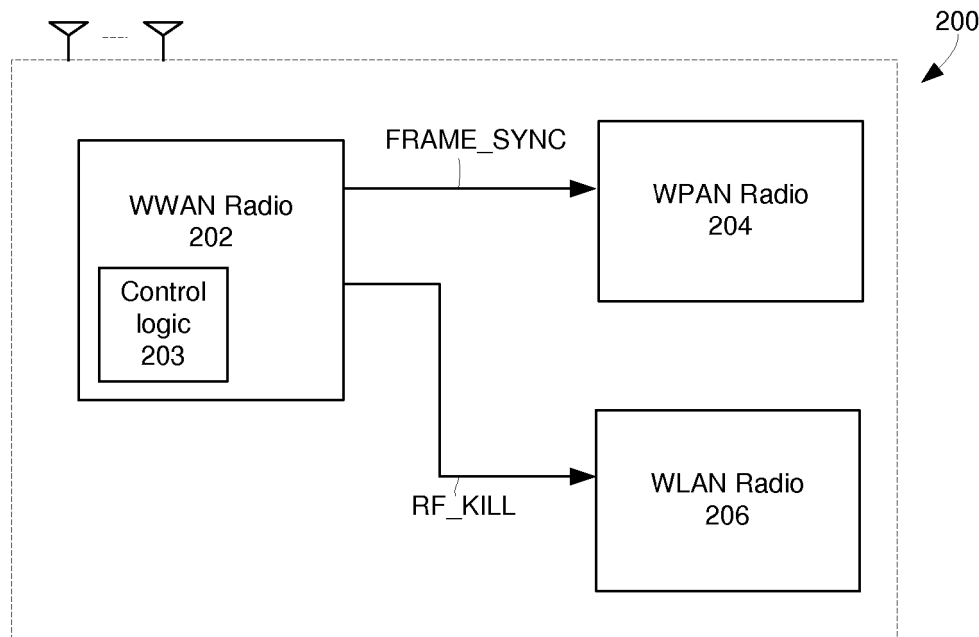 200
FRAME_SYNC
WWAN Radio
202
WPAN Radio
204
Control
logic
203
WLAN Radio
206
RF_KILL